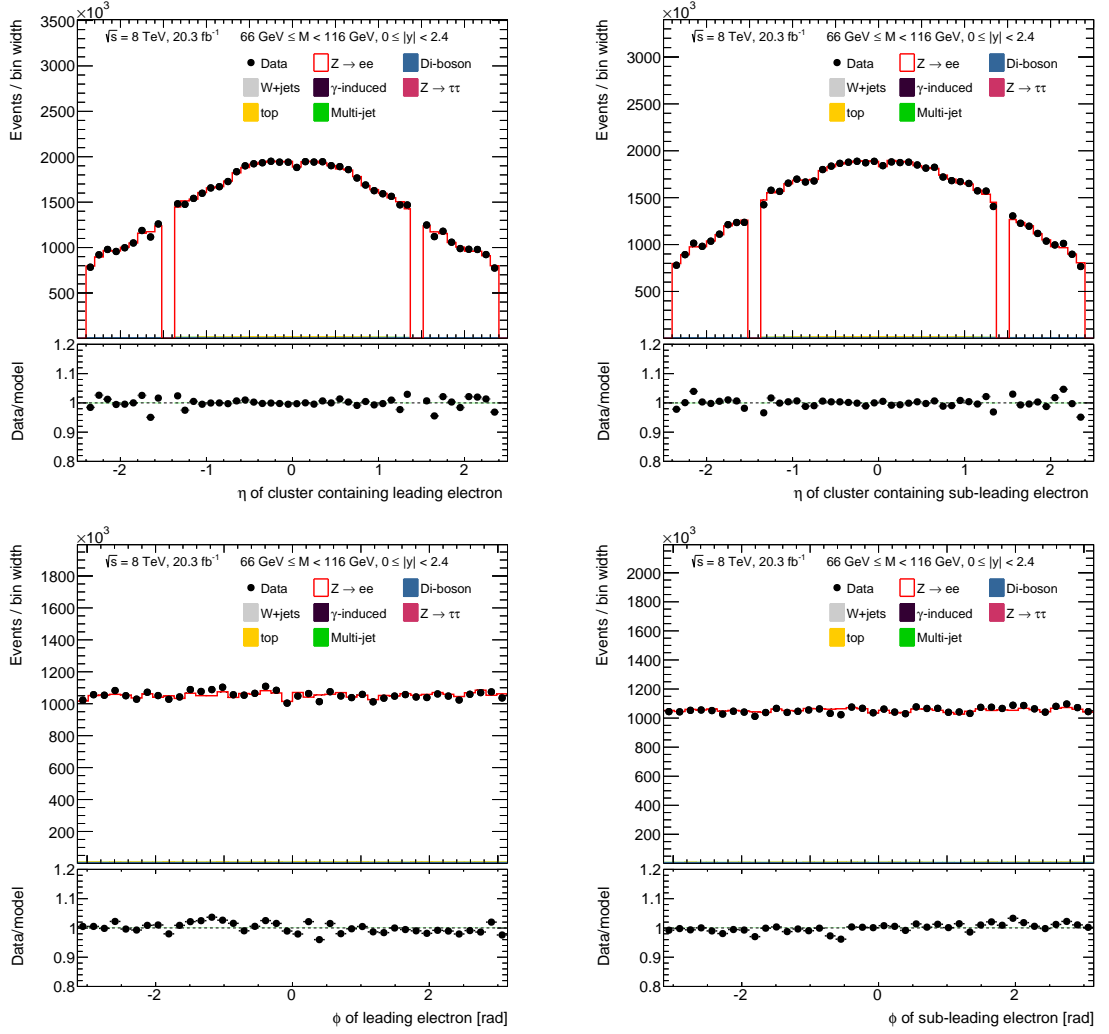 ×10³
Events / bin width
√s = 8 TeV, 20.3 fb⁻¹ 66 GeV ≤ M < 116 GeV, 0 ≤ |y| < 2.4
Data Z → ee Di-boson
W+jets γ-induced Z → ττ
top Multi-jet
3500
3000
2500
2000
1500
1000
500
Data/model
1.2
1.1
1
0.9
0.8
-2 -1 0 1 2
η of cluster containing leading electron
×10³
Events / bin width
√s = 8 TeV, 20.3 fb⁻¹ 66 GeV ≤ M < 116 GeV, 0 ≤ |y| < 2.4
Data Z → ee Di-boson
W+jets γ-induced Z → ττ
top Multi-jet
3000
2500
2000
1500
1000
500
Data/model
1.2
1.1
1
0.9
0.8
-2 -1 0 1 2
η of cluster containing sub-leading electron
×10³
Events / bin width
√s = 8 TeV, 20.3 fb⁻¹ 66 GeV ≤ M < 116 GeV, 0 ≤ |y| < 2.4
Data Z → ee Di-boson
W+jets γ-induced Z → ττ
top Multi-jet
1800
1600
1400
1200
1000
800
600
400
200
Data/model
1.2
1.1
1
0.9
0.8
-2 0 2
ϕ of leading electron [rad]
×10³
Events / bin width
√s = 8 TeV, 20.3 fb⁻¹ 66 GeV ≤ M < 116 GeV, 0 ≤ |y| < 2.4
Data Z → ee Di-boson
W+jets γ-induced Z → ττ
top Multi-jet
2000
1800
1600
1400
1200
1000
800
600
400
200
Data/model
1.2
1.1
1
0.9
0.8
-2 0 2
ϕ of sub-leading electron [rad]